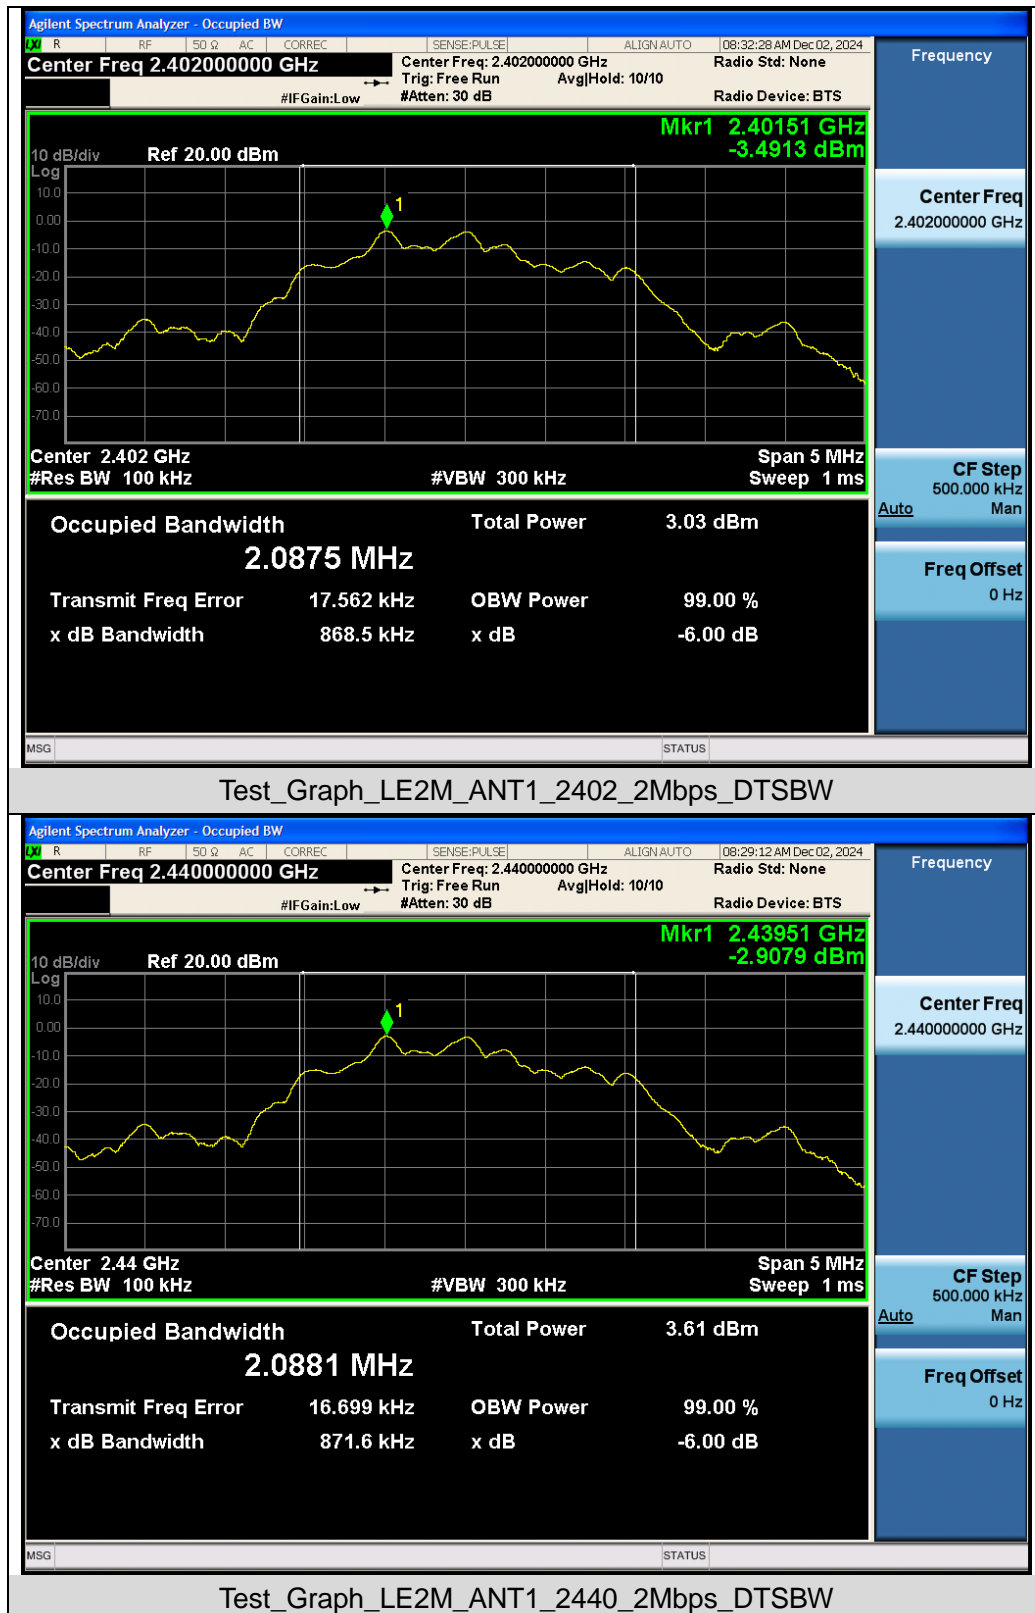 Agilent Spectrum Analyzer - Occupied BW
LXI R RF 50 Ω AC CORREC SENSE:PULSE ALIGN AUTO 08:32:28 AM Dec 02, 2024
Center Freq 2.402000000 GHz
Center Freq: 2.402000000 GHz Radio Std: None
Trig: Free Run Avg|Hold: 10/10
#IFGain:Low #Atten: 30 dB Radio Device: BTS
Frequency
Mkr1 2.40151 GHz
-3.4913 dBm
10 dB/div Ref 20.00 dBm
Log
10.0
0.00
-10.0
-20.0
-30.0
-40.0
-50.0
-60.0
-70.0
1
Center 2.402 GHz Span 5 MHz
#Res BW 100 kHz #VBW 300 kHz Sweep 1 ms
Center Freq
2.402000000 GHz
CF Step
500.000 kHz
Auto Man
Freq Offset
0 Hz
Occupied Bandwidth Total Power 3.03 dBm
2.0875 MHz
Transmit Freq Error 17.562 kHz OBW Power 99.00 %
x dB Bandwidth 868.5 kHz x dB -6.00 dB
MSG STATUS
Test_Graph_LE2M_ANT1_2402_2Mbps_DTSBW
Agilent Spectrum Analyzer - Occupied BW
LXI R RF 50 Ω AC CORREC SENSE:PULSE ALIGN AUTO 08:29:12 AM Dec 02, 2024
Center Freq 2.440000000 GHz
Center Freq: 2.440000000 GHz Radio Std: None
Trig: Free Run Avg|Hold: 10/10
#IFGain:Low #Atten: 30 dB Radio Device: BTS
Frequency
Mkr1 2.43951 GHz
-2.9079 dBm
10 dB/div Ref 20.00 dBm
Log
10.0
0.00
-10.0
-20.0
-30.0
-40.0
-50.0
-60.0
-70.0
1
Center 2.44 GHz Span 5 MHz
#Res BW 100 kHz #VBW 300 kHz Sweep 1 ms
Center Freq
2.440000000 GHz
CF Step
500.000 kHz
Auto Man
Freq Offset
0 Hz
Occupied Bandwidth Total Power 3.61 dBm
2.0881 MHz
Transmit Freq Error 16.699 kHz OBW Power 99.00 %
x dB Bandwidth 871.6 kHz x dB -6.00 dB
MSG STATUS
Test_Graph_LE2M_ANT1_2440_2Mbps_DTSBW